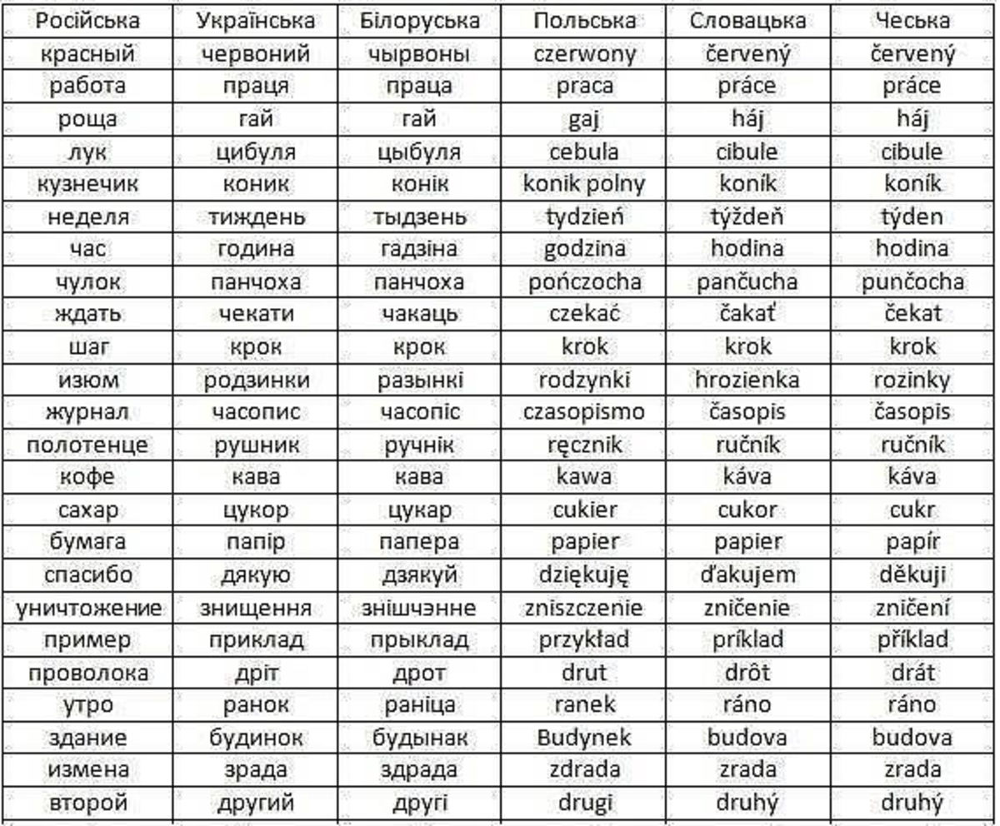 Російська Українська Білоруська Польська Словацька Чеська
красный червоний чырвоны czerwony červený červený
работа праця праца praca práce práce
роща гай гай gaj háj háj
лук цибуля цыбуля cebula cibule cibule
кузнечик коник конік konik polny koník koník
неделя тиждень тыдзень tydzień týždeň týden
час година гадзіна godzina hodina hodina
чулок панчоха панчоха pończocha pančucha punčocha
ждать чекати чакаць czekać čakať čekat
шаг крок крок krok krok krok
изюм родзинки разынкі rodzynki hrozienka rozinky
журнал часопис часопіс czasopismo časopis časopis
полотенце рушник ручнік ręcznik ručník ručník
кофе кава кава kawa káva káva
сахар цукор цукар cukier cukor cukr
бумага папір папера papier papier papír
спасибо дякую дзякуй dziękuję ďakujem děkuji
уничтожение знищення знішчэнне zniszczenie zničenie zničení
пример приклад прыклад przykład príklad příklad
проволока дріт дрот drut drôt drát
утро ранок раніца ranek ráno ráno
здание будинок будынак Budynek budova budova
измена зрада здрада zdrada zrada zrada
второй другий другі drugi druhý druhý